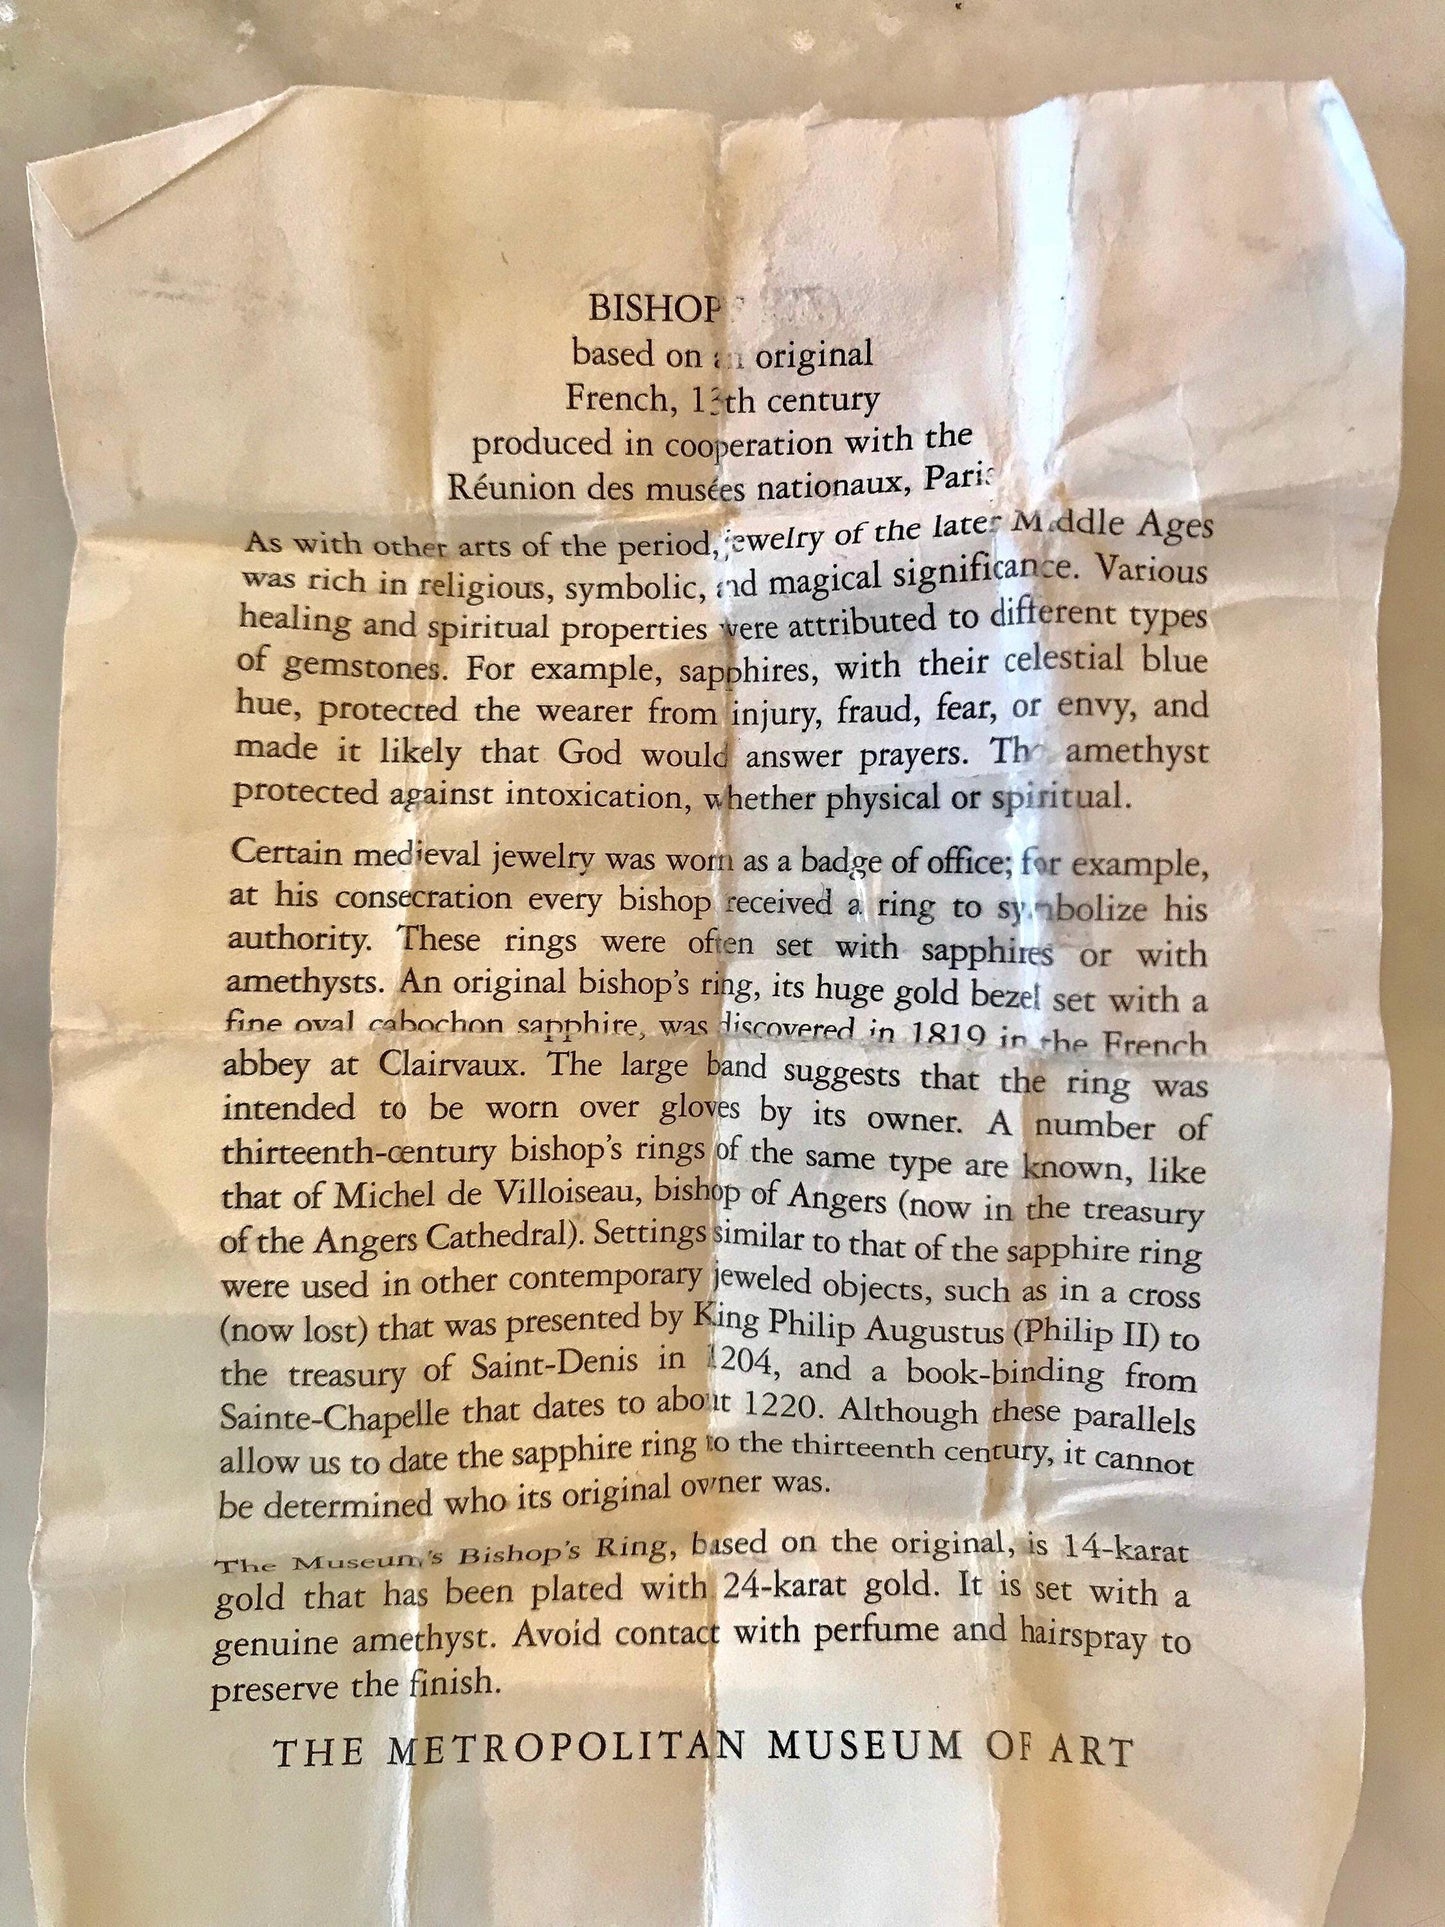 BISHOP'S
based on an original
French, 13th century
produced in cooperation with the
Réunion des musées nationaux, Paris
As with other arts of the period, jewelry of the later Middle Ages
was rich in religious, symbolic, and magical significance. Various
healing and spiritual properties were attributed to different types
of gemstones. For example, sapphires, with their celestial blue
hue, protected the wearer from injury, fraud, fear, or envy, and
made it likely that God would answer prayers. The amethyst
protected against intoxication, whether physical or spiritual.
Certain medieval jewelry was worn as a badge of office; for example,
at his consecration every bishop received a ring to symbolize his
authority. These rings were often set with sapphires or with
amethysts. An original bishop's ring, its huge gold bezel set with a
fine oval cabochon sapphire, was discovered in 1819 in the French
abbey at Clairvaux. The large band suggests that the ring was
intended to be worn over gloves by its owner. A number of
thirteenth-century bishop's rings of the same type are known, like
that of Michel de Villoiseau, bishop of Angers (now in the treasury
of the Angers Cathedral). Settings similar to that of the sapphire ring
were used in other contemporary jeweled objects, such as in a cross
(now lost) that was presented by King Philip Augustus (Philip II) to
the treasury of Saint-Denis in 1204, and a book-binding from
Sainte-Chapelle that dates to about 1220. Although these parallels
allow us to date the sapphire ring to the thirteenth century, it cannot
be determined who its original owner was.
The Museum's Bishop's Ring, based on the original, is 14-karat
gold that has been plated with 24-karat gold. It is set with a
genuine amethyst. Avoid contact with perfume and hairspray to
preserve the finish.
THE METROPOLITAN MUSEUM OF ART